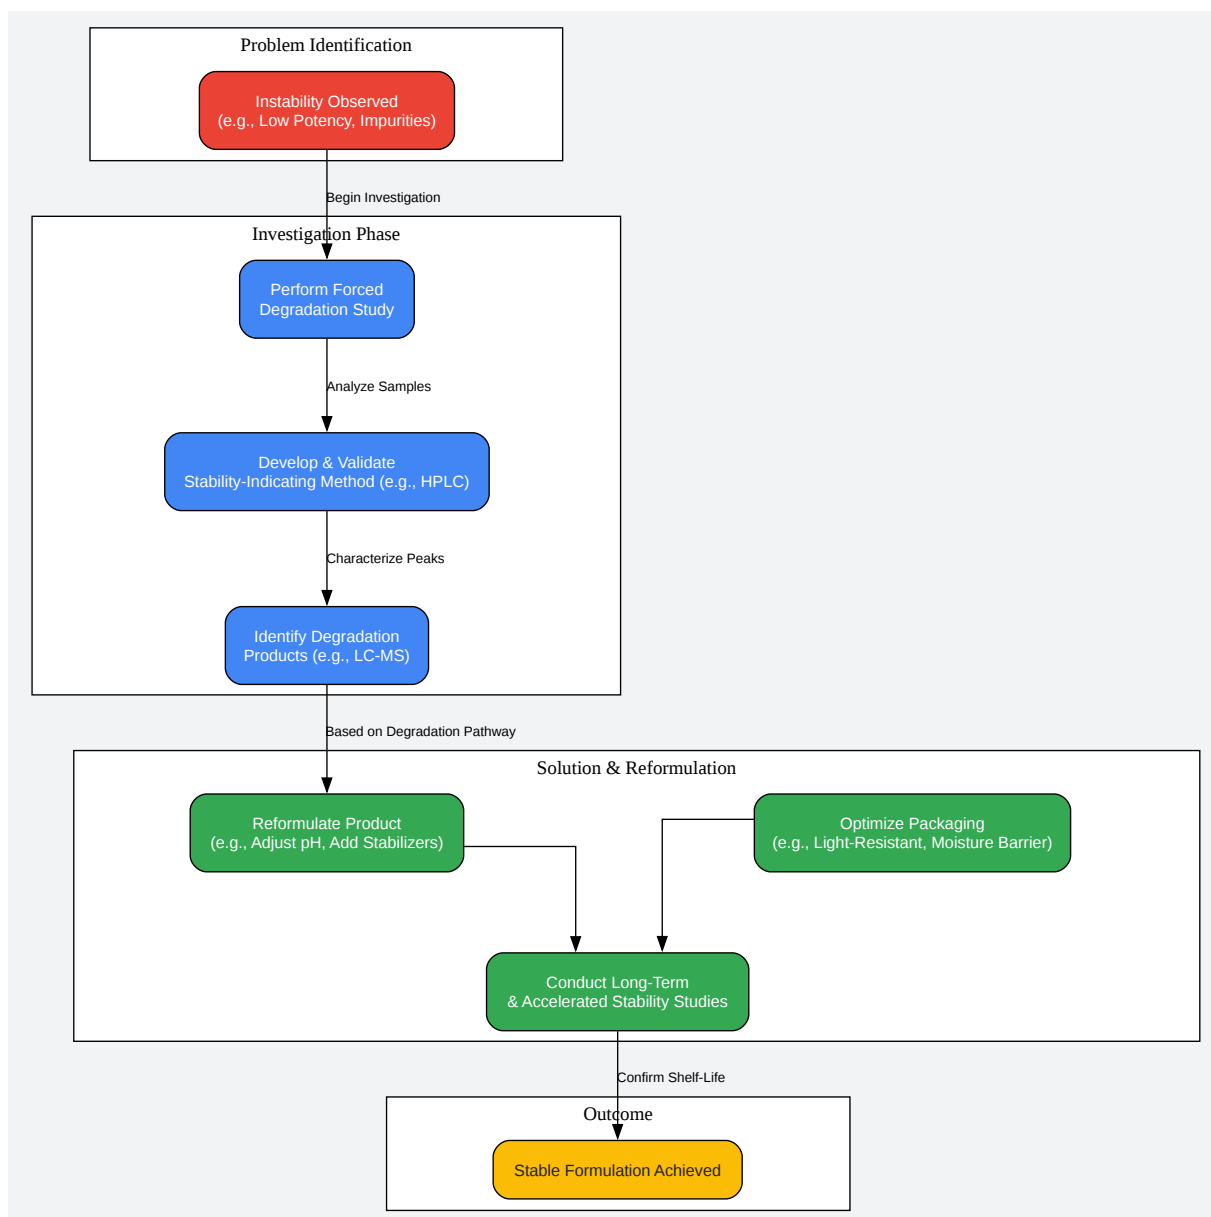 Problem Identification
Instability Observed
(e.g., Low Potency, Impurities)
Begin Investigation
Investigation Phase
Perform Forced
Degradation Study
Analyze Samples
Develop & Validate
Stability-Indicating Method (e.g., HPLC)
Characterize Peaks
Identify Degradation
Products (e.g., LC-MS)
Based on Degradation Pathway
Solution & Reformulation
Reformulate Product
(e.g., Adjust pH, Add Stabilizers)
Optimize Packaging
(e.g., Light-Resistant, Moisture Barrier)
Conduct Long-Term
& Accelerated Stability Studies
Confirm Shelf-Life
Outcome
Stable Formulation Achieved